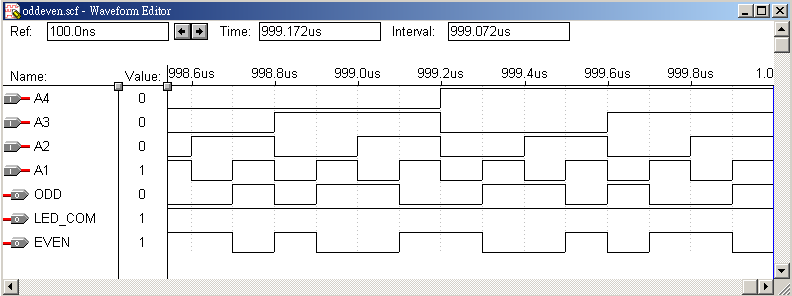 oddeven.scf - Waveform Editor
Ref: 100.0ns Time: 999.172us Interval: 999.072us
Name: Value: 998.6us 998.8us 999.0us 999.2us 999.4us 999.6us 999.8us 1.0
A4 0
A3 0
A2 0
A1 1
ODD 0
LED_COM 1
EVEN 1